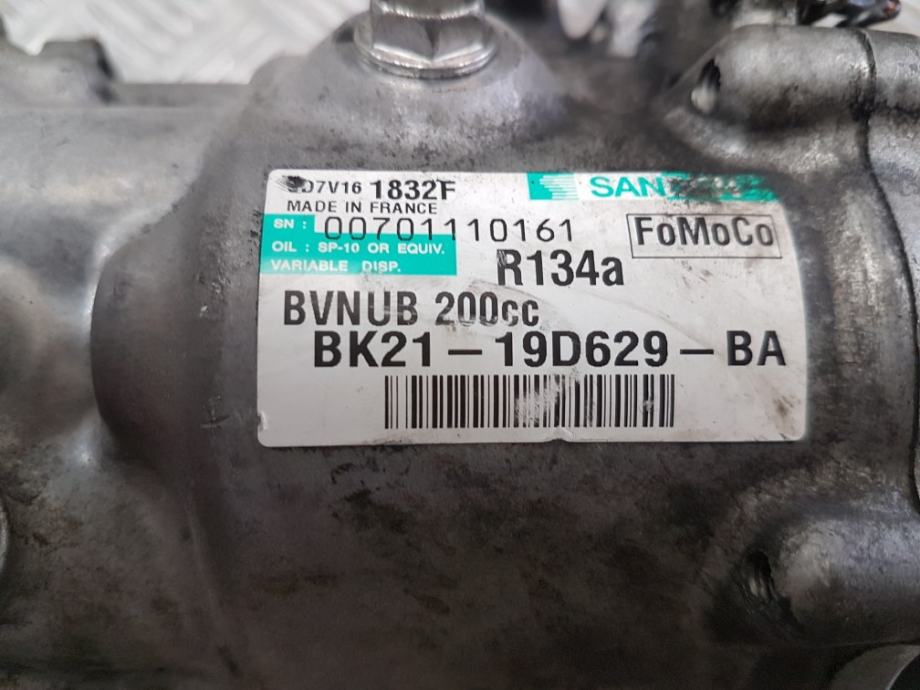 D7V16 1832F
MADE IN FRANCE
SN : 00701110161
OIL : SP-10 OR EQUIV.
VARIABLE DISP.
FoMoCo
R134a
BVNUB 200cc
BK21-19D629-BA